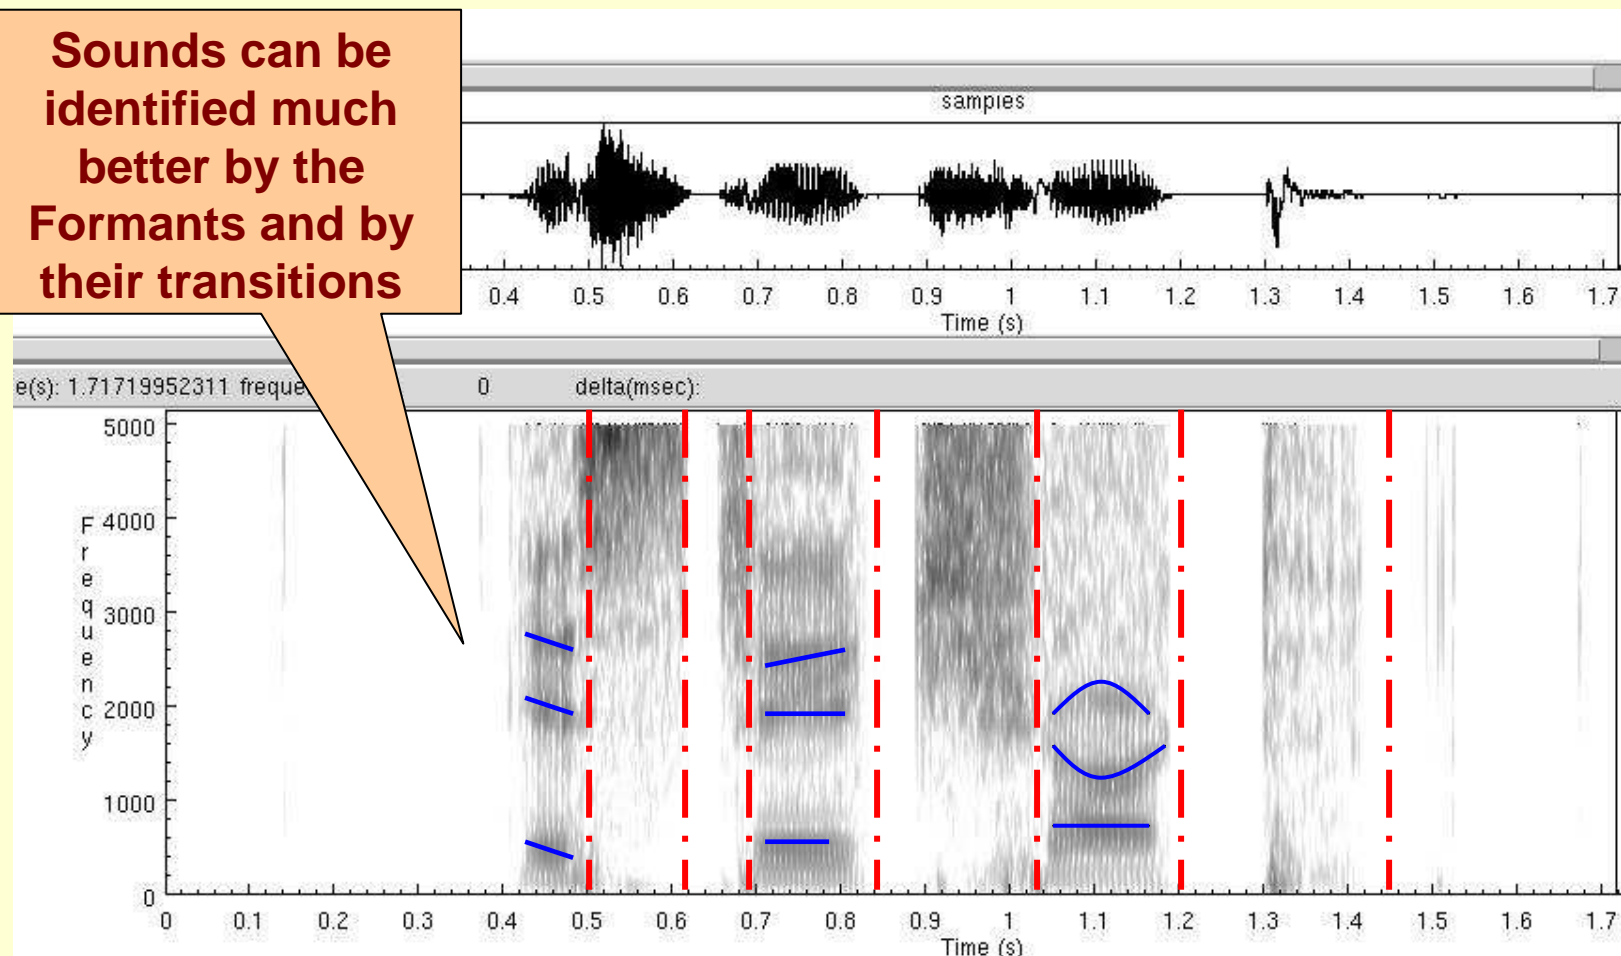 Sounds can be
identified much
better by the
Formants and by
their transitions
samples
0.4 0.5 0.6 0.7 0.8 0.9 1 1.1 1.2 1.3 1.4 1.5 1.6 1.7
Time (s)
e(s): 1.71719952311 freque 0 delta(msec):
Frequency
5000
4000
3000
2000
1000
0
0 0.1 0.2 0.3 0.4 0.5 0.6 0.7 0.8 0.9 1 1.1 1.2 1.3 1.4 1.5 1.6 1.7
Time (s)